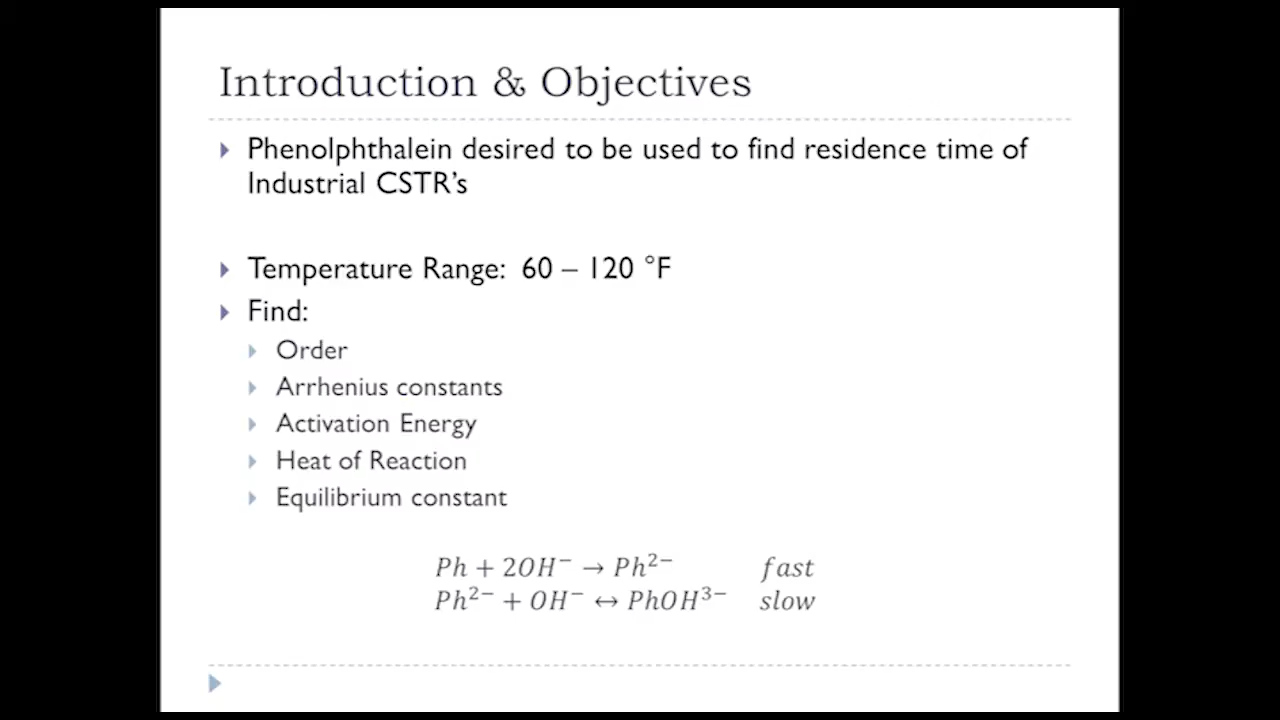 Introduction & Objectives
Phenolphthalein desired to be used to find residence time of
Industrial CSTR's
Temperature Range: 60 – 120 °F
Find:
Order
Arrhenius constants
Activation Energy
Heat of Reaction
Equilibrium constant
Ph + 2OH⁻ → Ph²⁻ fast
Ph²⁻ + OH⁻ ↔ PhOH³⁻ slow